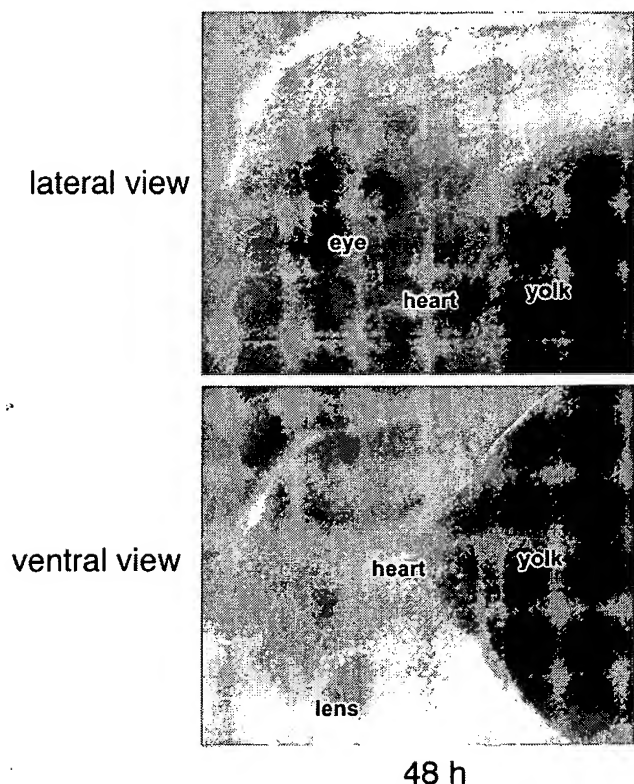 lateral view
eye
heart
yolk
ventral view
heart
yolk
lens
48 h